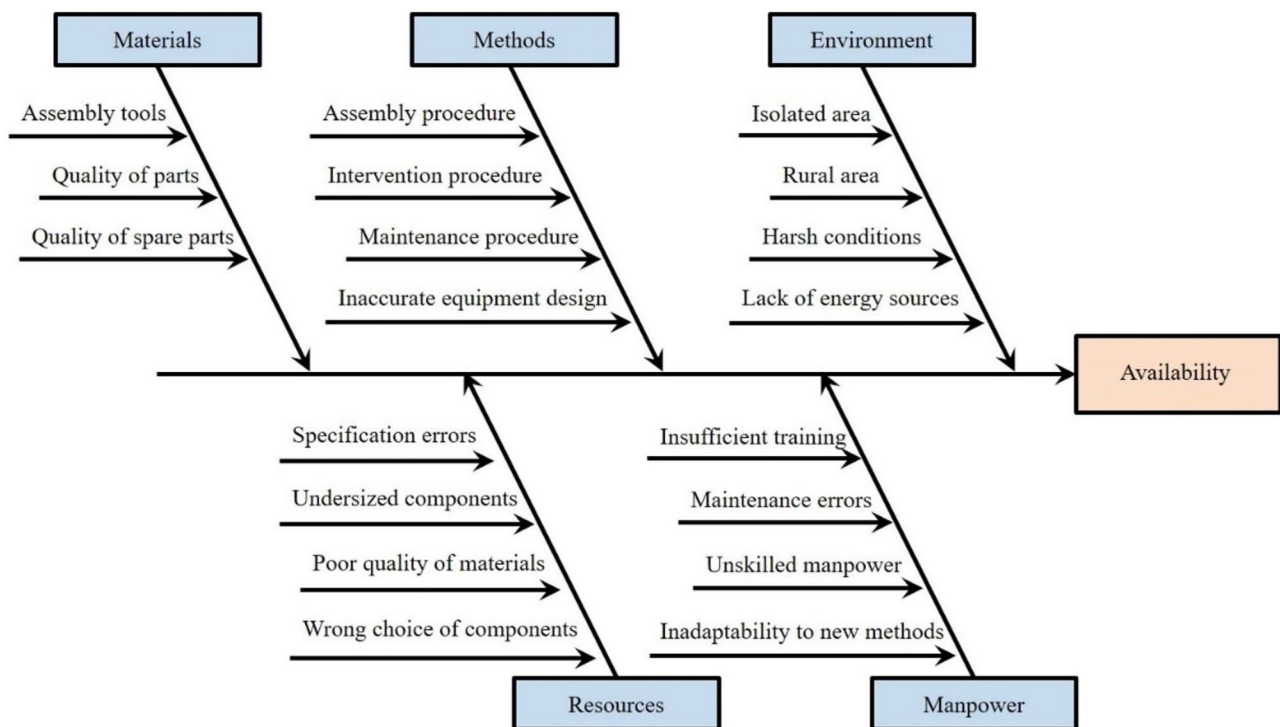 Materials
Methods
Environment
Assembly tools
Quality of parts
Quality of spare parts
Assembly procedure
Intervention procedure
Maintenance procedure
Inaccurate equipment design
Isolated area
Rural area
Harsh conditions
Lack of energy sources
Availability
Specification errors
Undersized components
Poor quality of materials
Wrong choice of components
Insufficient training
Maintenance errors
Unskilled manpower
Inadaptability to new methods
Resources
Manpower